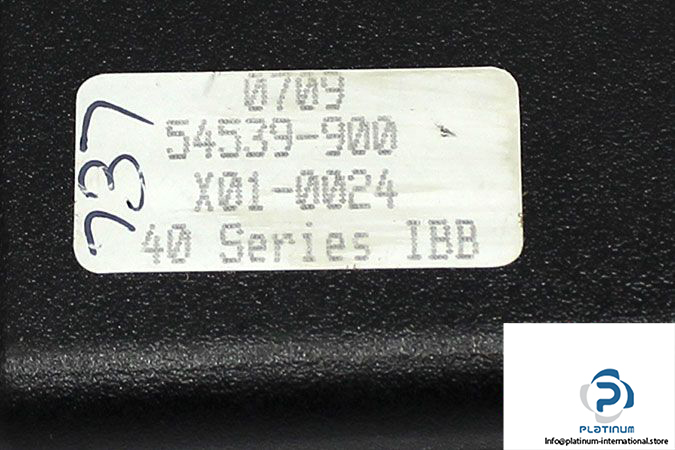 737
0709
54539-900
X01-0024
40 Series IBB
PLATINUM
Info@platinum-international.store